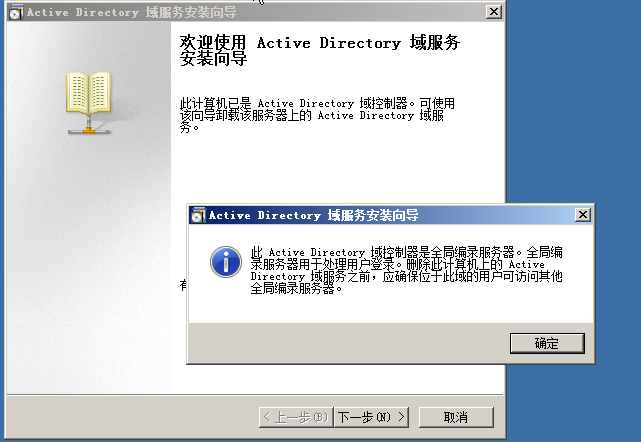 Active Directory 域服务安装向导
欢迎使用 Active Directory 域服务
安装向导
此计算机已是 Active Directory 域控制器。可使用
该向导卸载该服务器上的 Active Directory 域服
务。
Active Directory 域服务安装向导
此 Active Directory 域控制器是全局编录服务器。全局编
录服务器用于处理用户登录。删除此计算机上的 Active
Directory 域服务之前，应确保位于此域的用户可访问其他
全局编录服务器。
确定
< 上一步(B)
下一步(N) >
取消